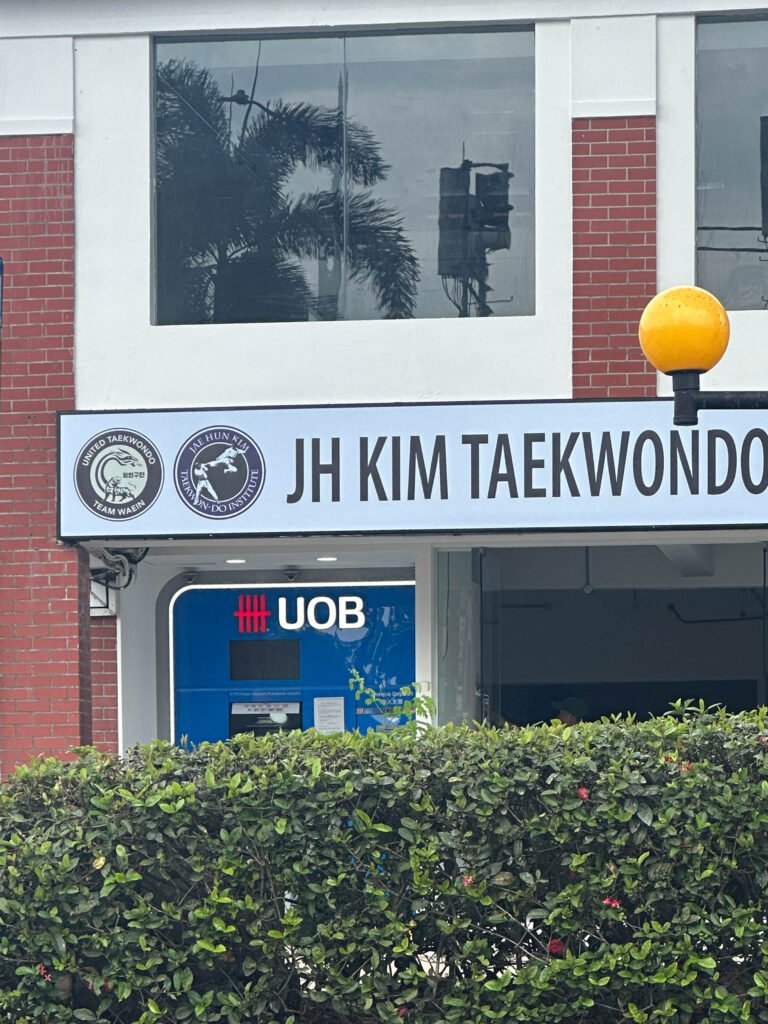 UNITED TAEKWONDO
TEAM WAEIN
JAE HUN KIM
TAEKWON-DO INSTITUTE
JH KIM TAEKWONDO
UOB